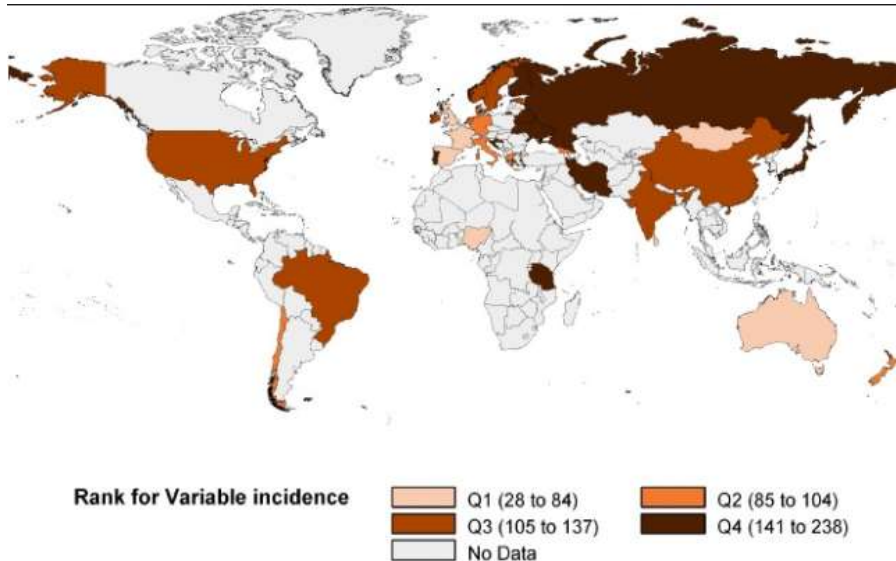 Rank for Variable incidence
Q1 (28 to 84)
Q2 (85 to 104)
Q3 (105 to 137)
Q4 (141 to 238)
No Data